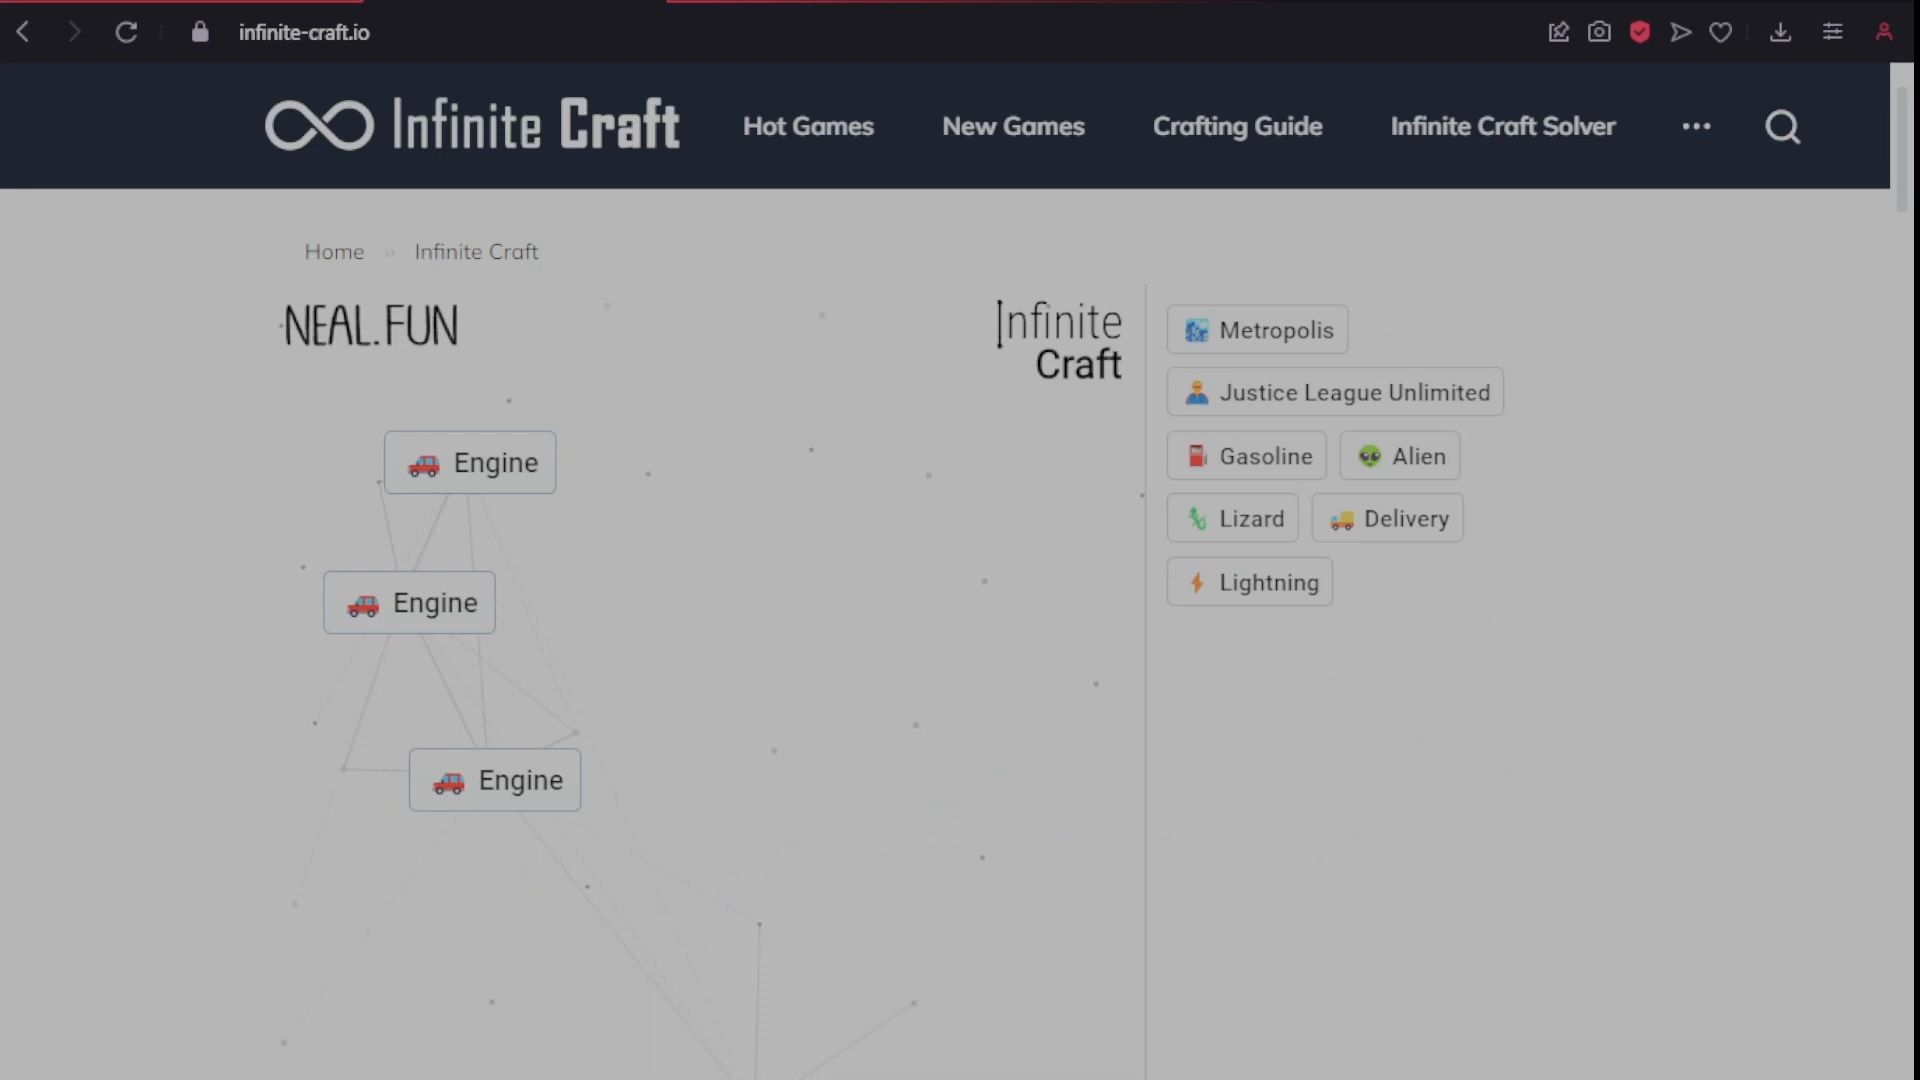 infinite-craft.io
Infinite Craft Hot Games New Games Crafting Guide Infinite Craft Solver ...
Home » Infinite Craft
NEAL.FUN
Infinite
Craft
Engine
Engine
Engine
Metropolis
Justice League Unlimited
Gasoline Alien
Lizard Delivery
Lightning